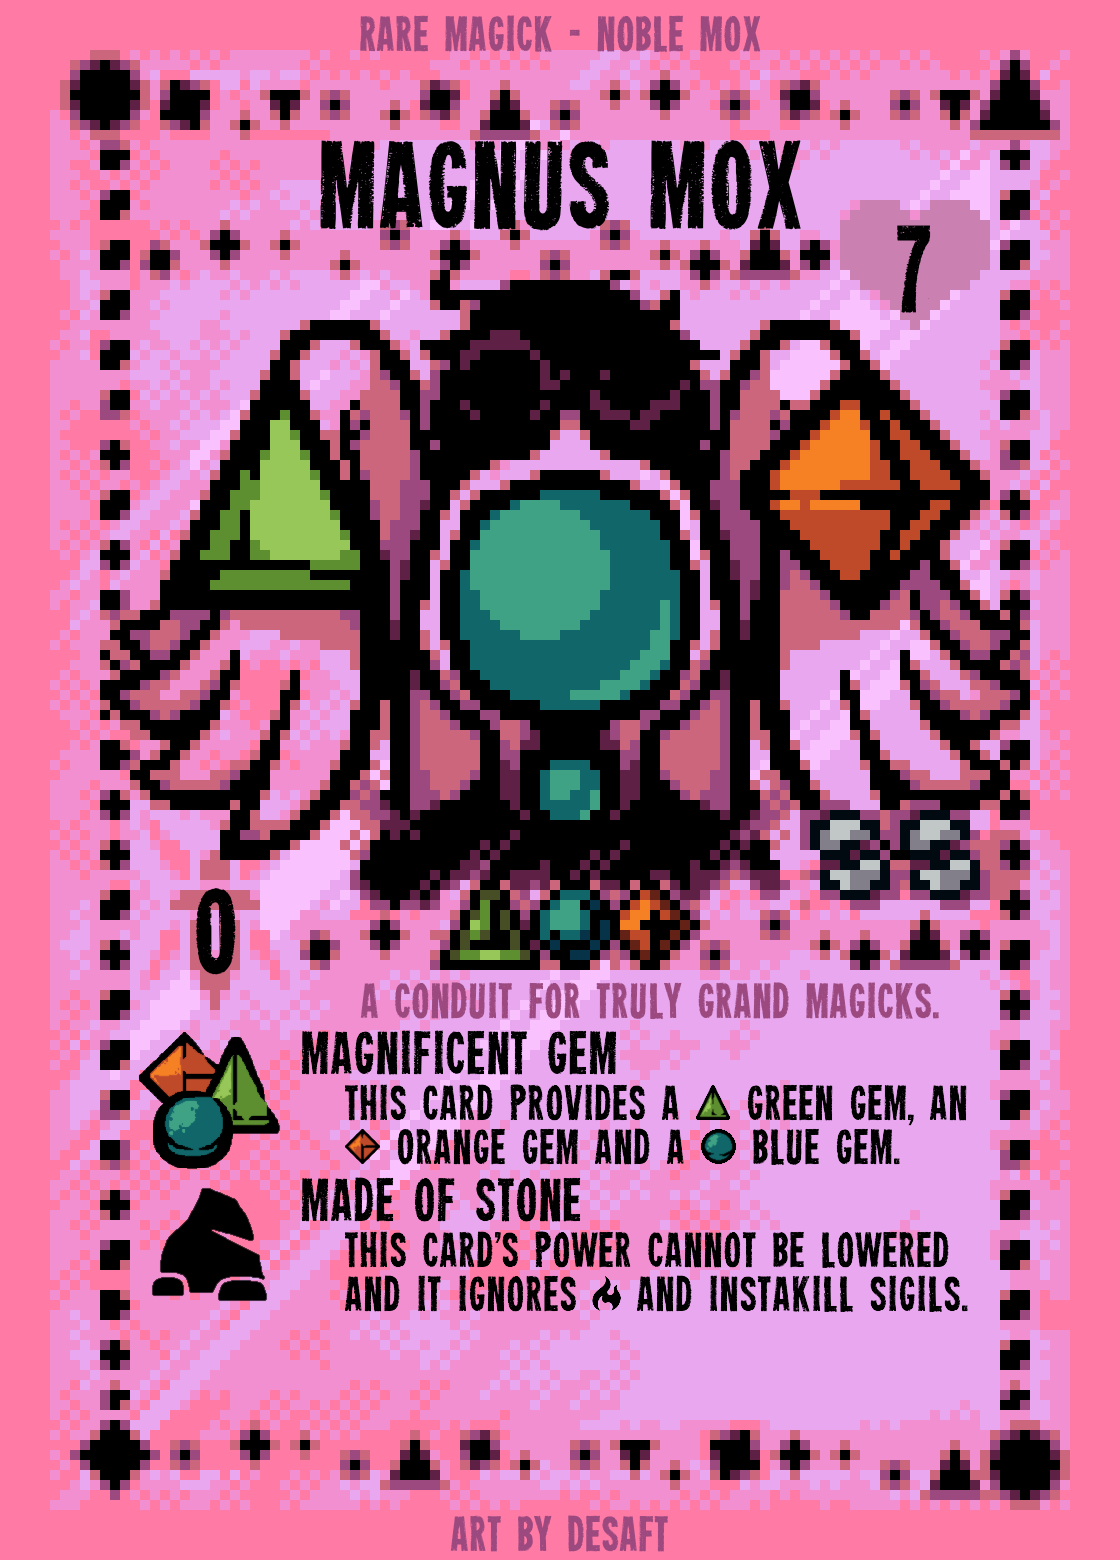 RARE MAGICK - NOBLE MOX
MAGNUS MOX
7
0
A CONDUIT FOR TRULY GRAND MAGICKS.
MAGNIFICENT GEM
THIS CARD PROVIDES A GREEN GEM, AN
ORANGE GEM AND A BLUE GEM.
MADE OF STONE
THIS CARD'S POWER CANNOT BE LOWERED
AND IT IGNORES AND INSTAKILL SIGILS.
ART BY DESAFT